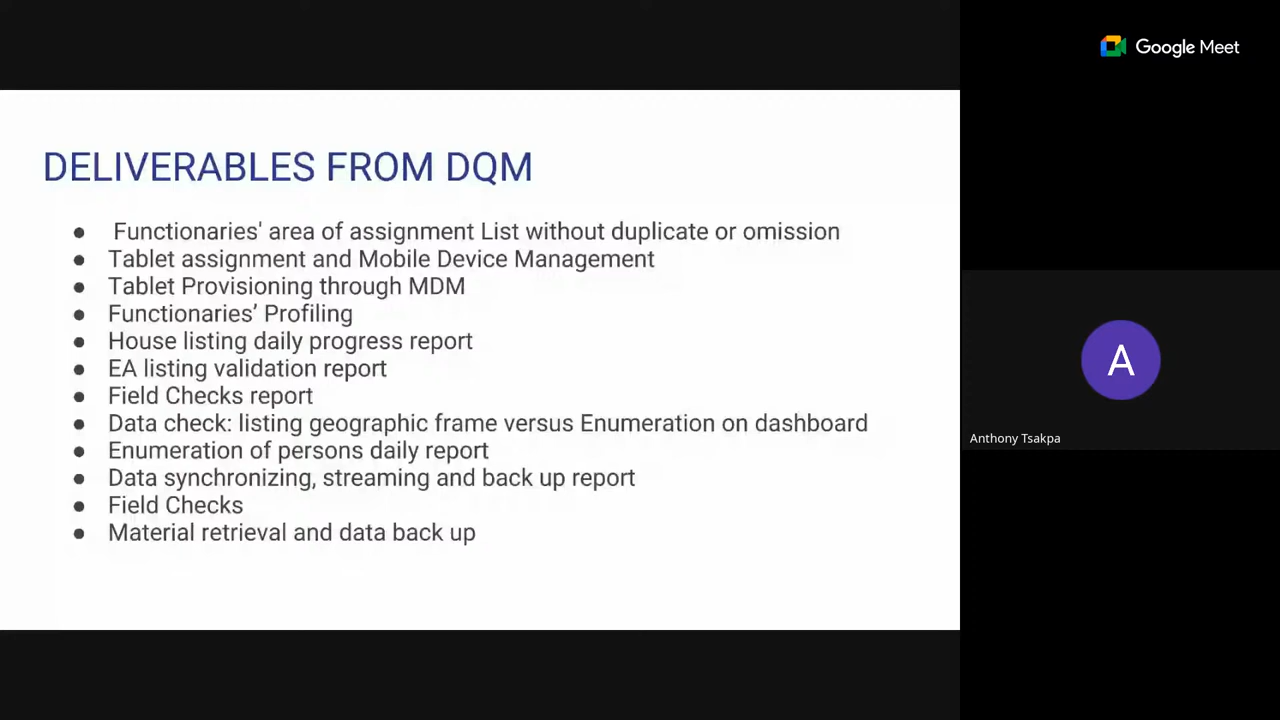 Google Meet
DELIVERABLES FROM DQM
● Functionaries' area of assignment List without duplicate or omission
● Tablet assignment and Mobile Device Management
● Tablet Provisioning through MDM
● Functionaries’ Profiling
● House listing daily progress report
● EA listing validation report
● Field Checks report
● Data check: listing geographic frame versus Enumeration on dashboard
● Enumeration of persons daily report
● Data synchronizing, streaming and back up report
● Field Checks
● Material retrieval and data back up
A
Anthony Tsakpa